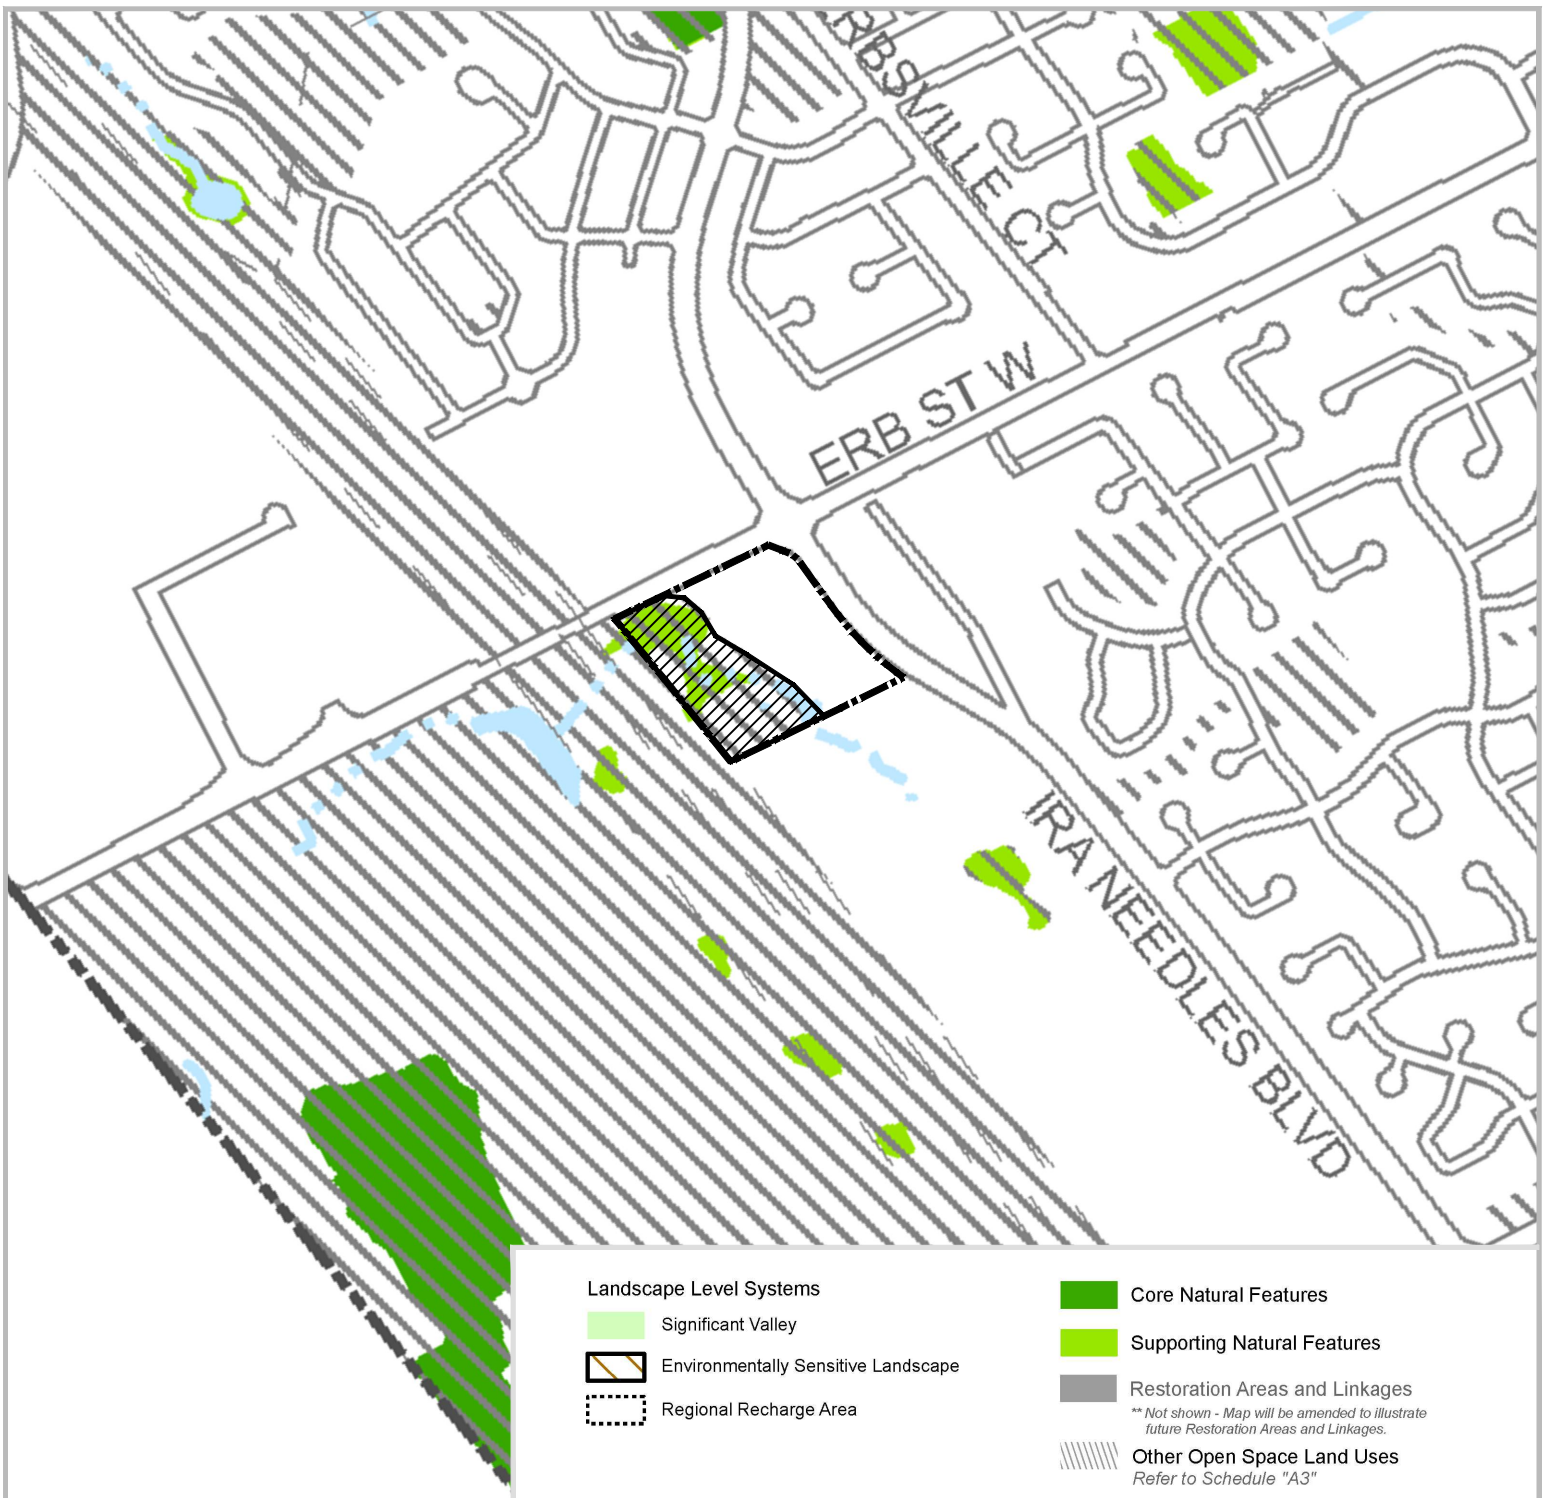 RBSVILLE CT
ERB ST W
IRA NEEDLES BLVD
Landscape Level Systems
Significant Valley
Environmentally Sensitive Landscape
Regional Recharge Area
Core Natural Features
Supporting Natural Features
Restoration Areas and Linkages
** Not shown - Map will be amended to illustrate
future Restoration Areas and Linkages.
Other Open Space Land Uses
Refer to Schedule "A3"